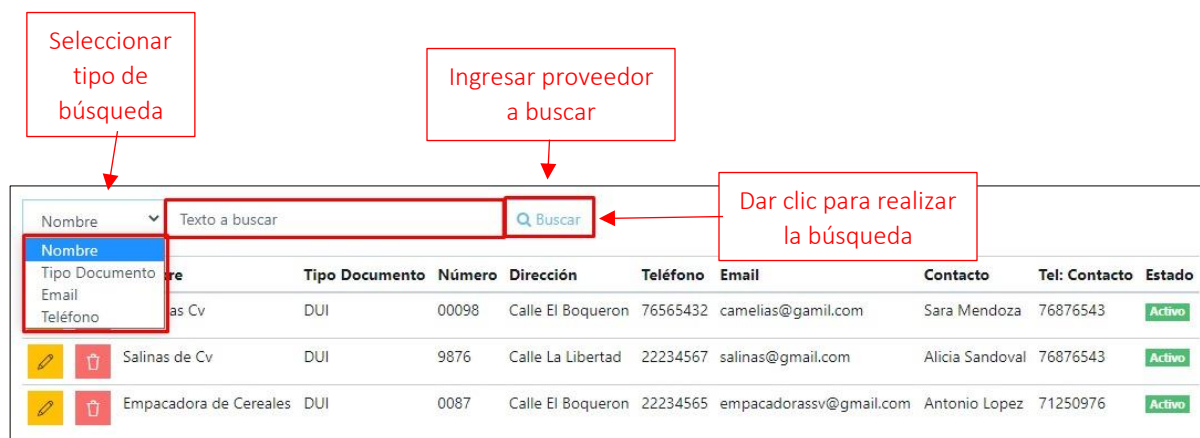 Seleccionar
tipo de
búsqueda
Ingresar proveedor
a buscar
Dar clic para realizar
la búsqueda
Nombre Texto a buscar Buscar
Nombre
Tipo Documento
Email
Teléfono
re Tipo Documento Número Dirección Teléfono Email Contacto Tel: Contacto Estado
as Cv DUI 00098 Calle El Boqueron 76565432 camelias@gamil.com Sara Mendoza 76876543 Activo
Salinas de Cv DUI 9876 Calle La Libertad 22234567 salinas@gmail.com Alicia Sandoval 76876543 Activo
Empacadora de Cereales DUI 0087 Calle El Boqueron 22234565 empacadorassv@gmail.com Antonio Lopez 71250976 Activo